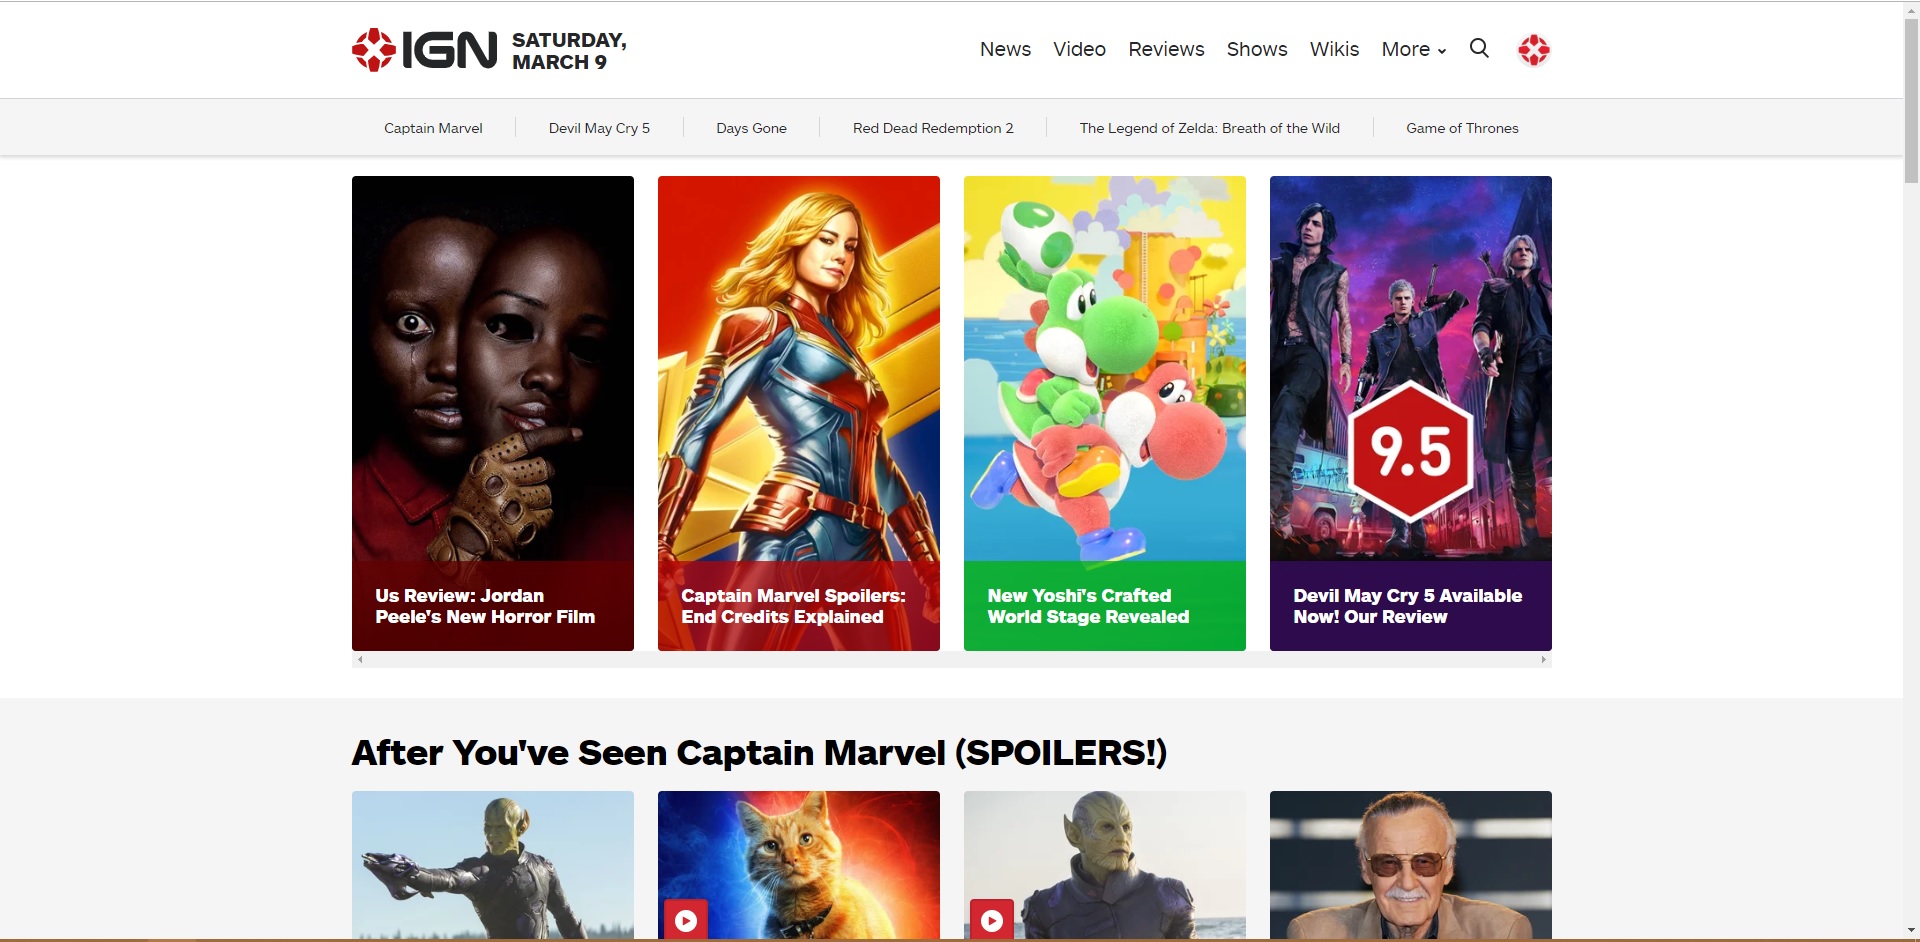 IGN
SATURDAY,
MARCH 9
News
Video
Reviews
Shows
Wikis
More
Captain Marvel
Devil May Cry 5
Days Gone
Red Dead Redemption 2
The Legend of Zelda: Breath of the Wild
Game of Thrones
Us Review: Jordan
Peele's New Horror Film
Captain Marvel Spoilers:
End Credits Explained
New Yoshi's Crafted
World Stage Revealed
9.5
Devil May Cry 5 Available
Now! Our Review
After You've Seen Captain Marvel (SPOILERS!)